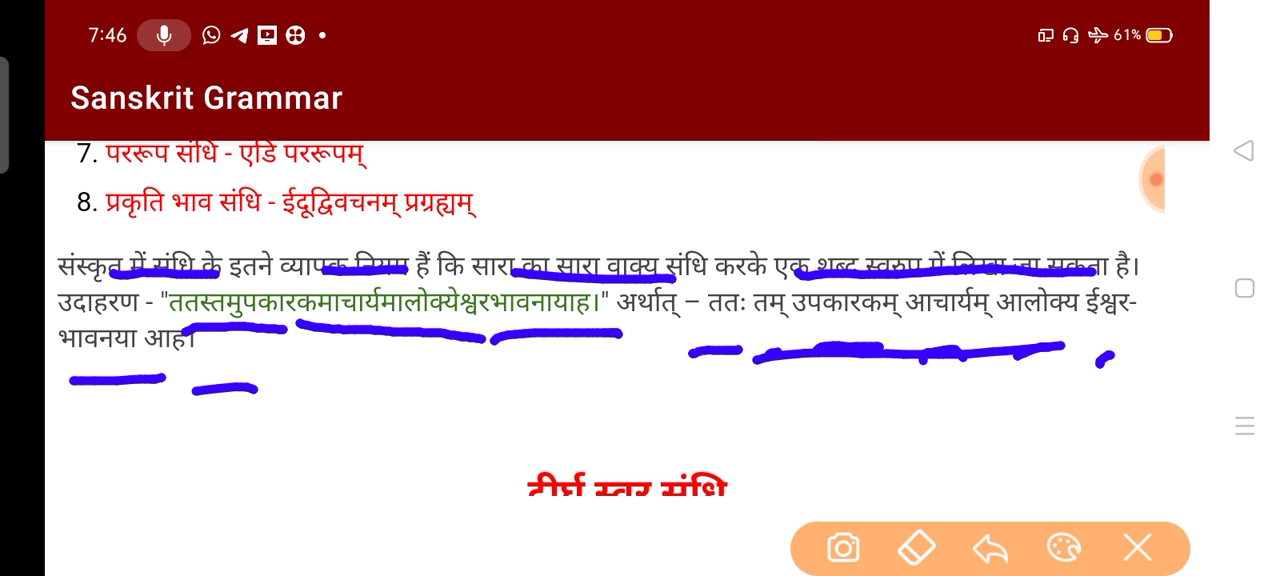 7:46 61%
Sanskrit Grammar
7. पररूप संधि - एडि पररूपम्
8. प्रकृति भाव संधि - ईदूद्विवचनम् प्रग्रह्यम्
संस्कृत में संधि के इतने व्यापक नियम हैं कि सारा का सारा वाक्य संधि करके एक शब्द स्वरुप में लिखा जा सकता है।
उदाहरण - "ततस्तमुपकारकमाचार्यमालोक्येश्वरभावनायाह।" अर्थात् – ततः तम् उपकारकम् आचार्यम् आलोक्य ईश्वर-
भावनया आह।
दीर्घ स्वर संधि